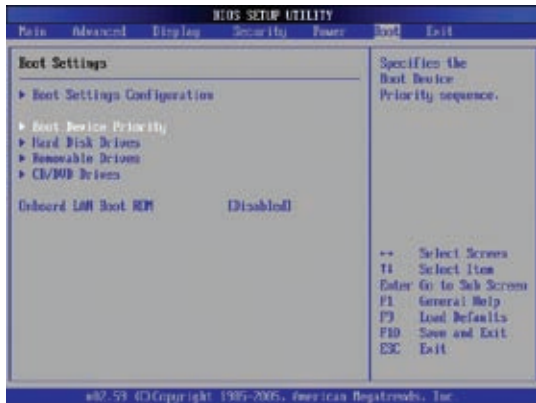 BIOS SETUP UTILITY
Main Advanced Display Security Power Boot Exit
Boot Settings
Boot Settings Configuration
Boot Device Priority
Hard Disk Drives
Removable Drives
CD/DVD Drives
Onboard LAN Boot ROM [Disabled]
Specifies the
Boot Device
Priority sequence.
↔ Select Screen
↑↓ Select Item
Enter Go to Sub Screen
F1 General Help
F9 Load Defaults
F10 Save and Exit
ESC Exit
v02.59 (C)Copyright 1985-2005, American Megatrends, Inc